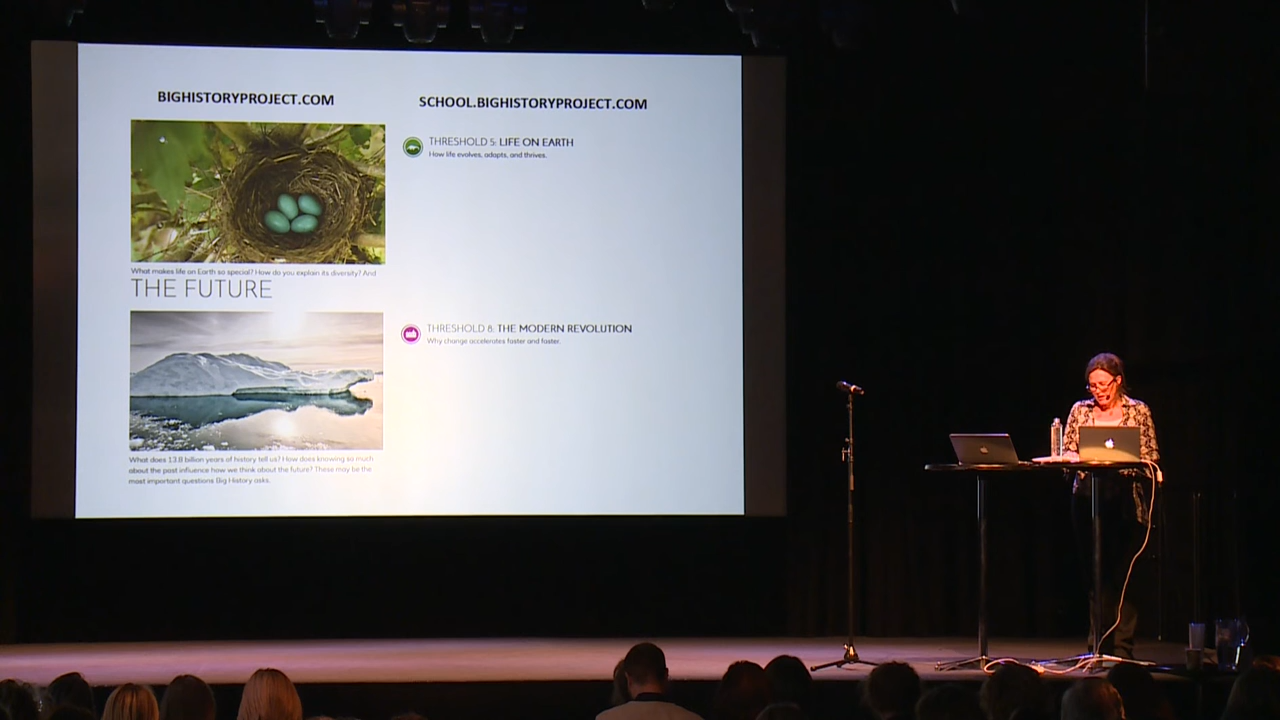 BIGHISTORYPROJECT.COM
SCHOOL.BIGHISTORYPROJECT.COM
THRESHOLD 5: LIFE ON EARTH
How life evolves, adapts, and thrives.
What makes life on Earth so special? How do you explain its diversity? And
THE FUTURE
THRESHOLD 8: THE MODERN REVOLUTION
Why change accelerates faster and faster.
What does 13.8 billion years of history tell us? How does knowing so much
about the past influence how we think about the future? These may be the
most important questions Big History asks.